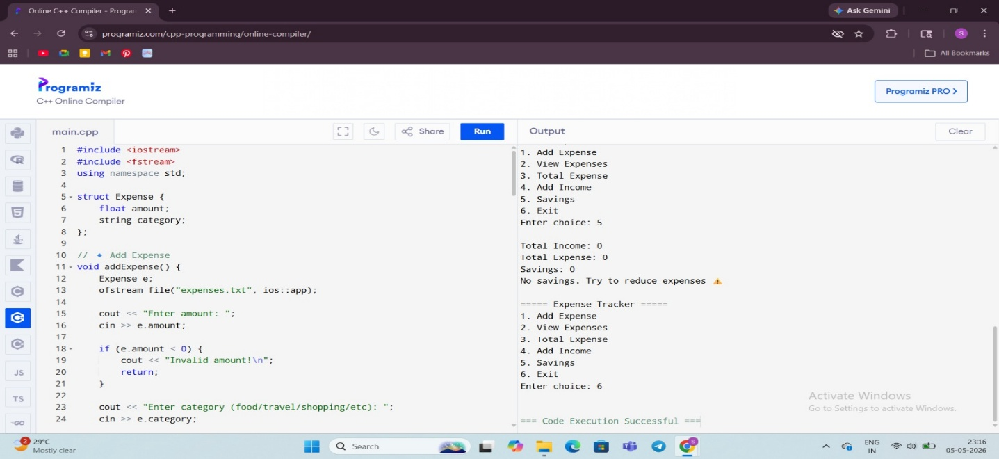 Online C++ Compiler - Program
Ask Gemini
programiz.com/cpp-programming/online-compiler/
S
All Bookmarks
Programiz
C++ Online Compiler
Programiz PRO >
main.cpp
Share
Run
Output
Clear
JS
TS
GO
1 #include <iostream>
2 #include <fstream>
3 using namespace std;
4
5 struct Expense {
6 float amount;
7 string category;
8 };
9
10 // 🔹 Add Expense
11 void addExpense() {
12 Expense e;
13 ofstream file("expenses.txt", ios::app);
14
15 cout << "Enter amount: ";
16 cin >> e.amount;
17
18 if (e.amount < 0) {
19 cout << "Invalid amount!\n";
20 return;
21 }
22
23 cout << "Enter category (food/travel/shopping/etc): ";
24 cin >> e.category;
1. Add Expense
2. View Expenses
3. Total Expense
4. Add Income
5. Savings
6. Exit
Enter choice: 5
Total Income: 0
Total Expense: 0
Savings: 0
No savings. Try to reduce expenses ⚠️
===== Expense Tracker =====
1. Add Expense
2. View Expenses
3. Total Expense
4. Add Income
5. Savings
6. Exit
Enter choice: 6
=== Code Execution Successful ===
Activate Windows
Go to Settings to activate Windows.
2
29°C
Mostly clear
Search
ENG
IN
23:16
05-05-2026